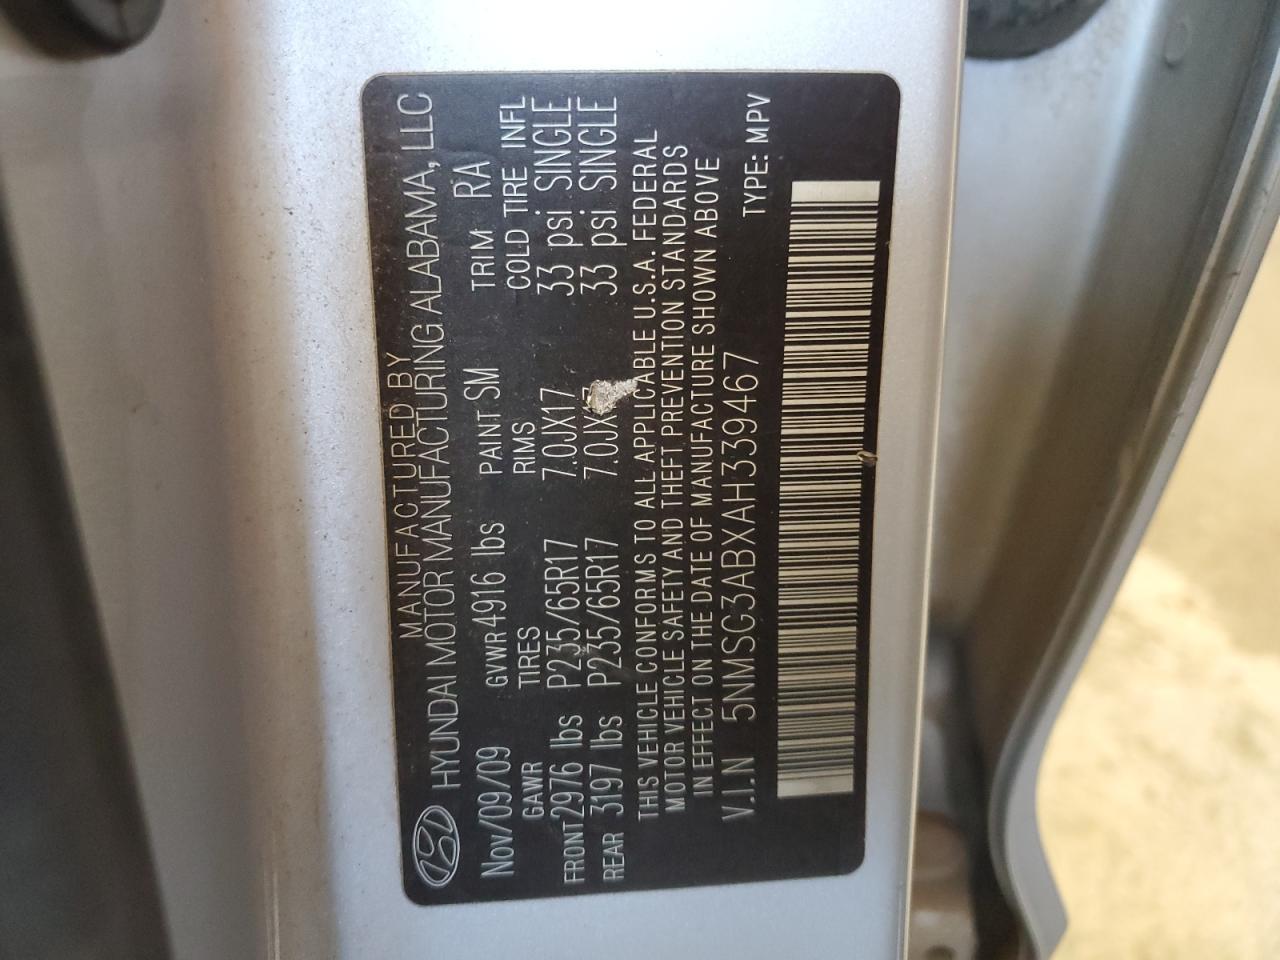 MANUFACTURED BY
HYUNDAI MOTOR MANUFACTURING ALABAMA, LLC
Nov/09/09 GVWR 4916 lbs PAINT SM TRIM RA
GAWR TIRES RIMS COLD TIRE INFL
FRONT 2976 lbs P235/65R17 7.0JX17 33 psi SINGLE
REAR 3197 lbs P235/65R17 7.0JX17 33 psi SINGLE
THIS VEHICLE CONFORMS TO ALL APPLICABLE U.S.A. FEDERAL
MOTOR VEHICLE SAFETY AND THEFT PREVENTION STANDARDS
IN EFFECT ON THE DATE OF MANUFACTURE SHOWN ABOVE
V.I.N 5NMSG3ABXAH339467 TYPE: MPV